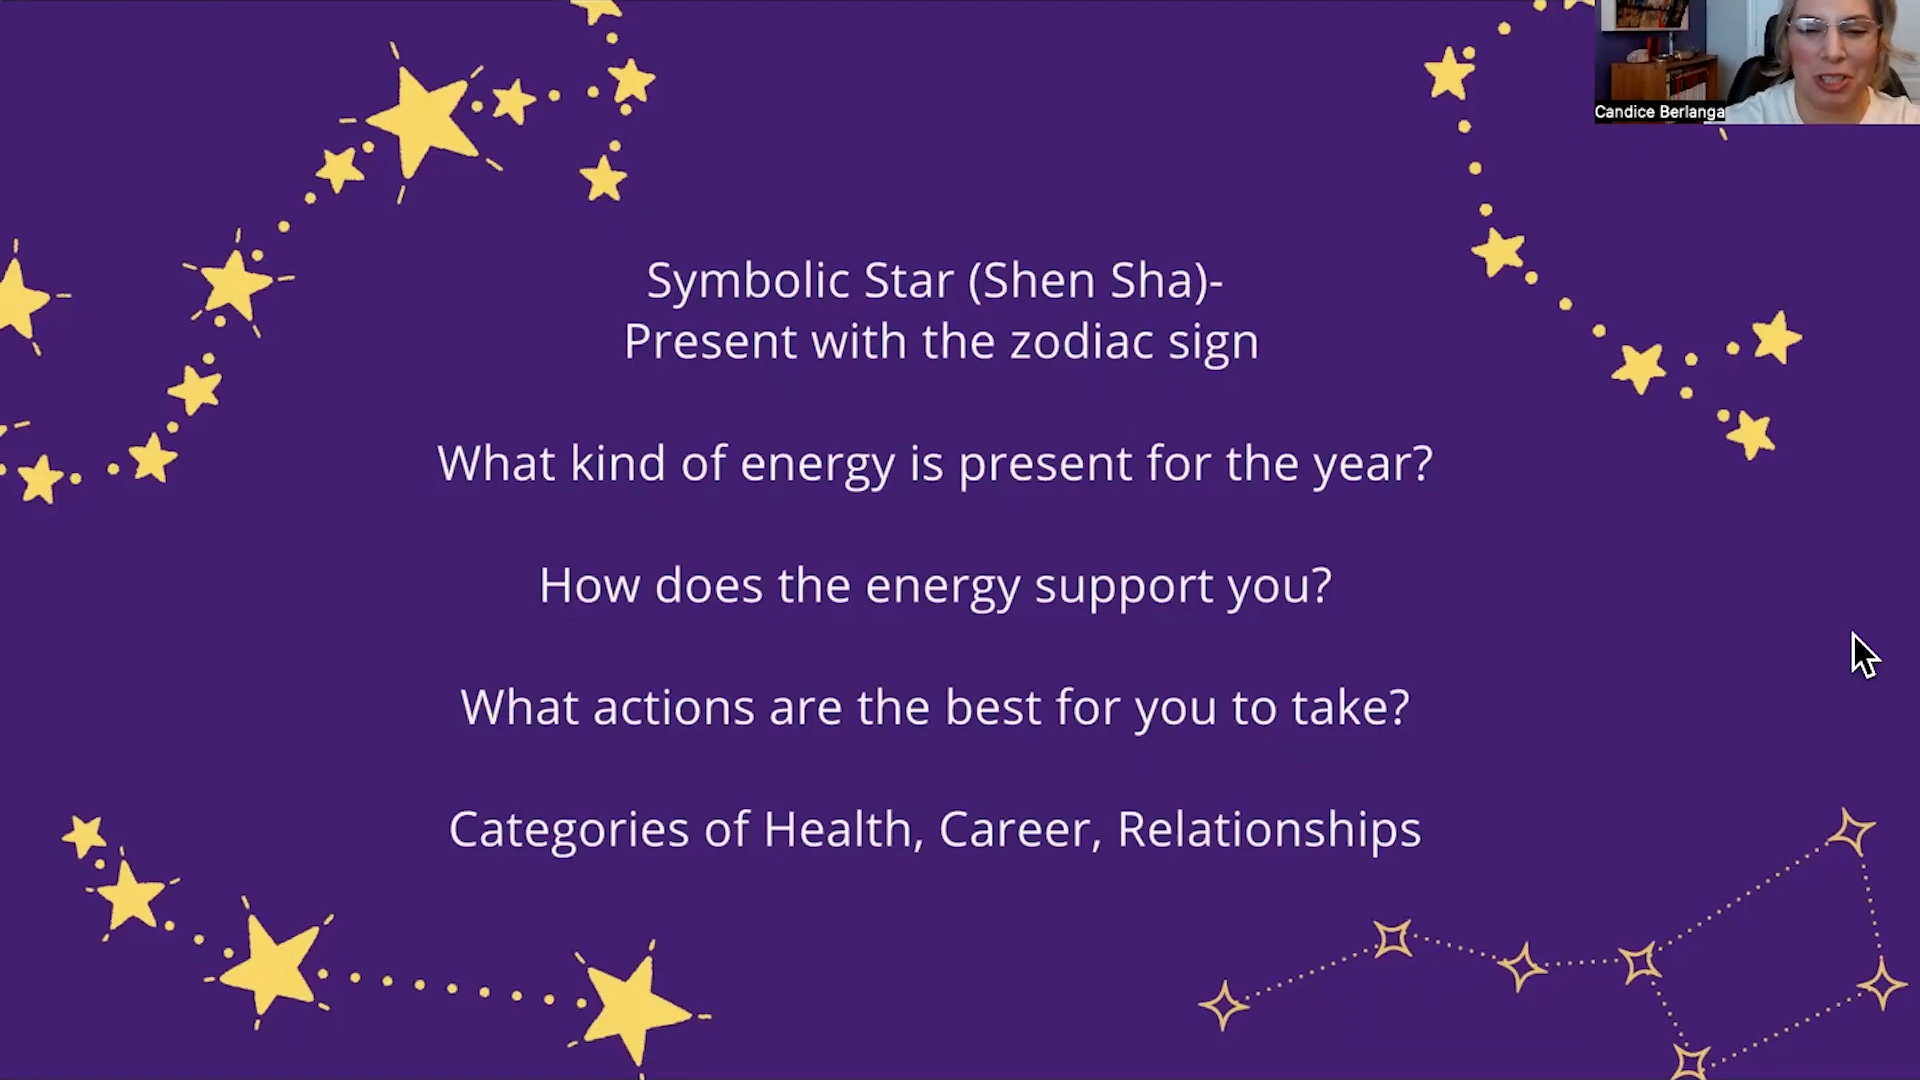 Candice Berlanga
Symbolic Star (Shen Sha)-
Present with the zodiac sign
What kind of energy is present for the year?
How does the energy support you?
What actions are the best for you to take?
Categories of Health, Career, Relationships